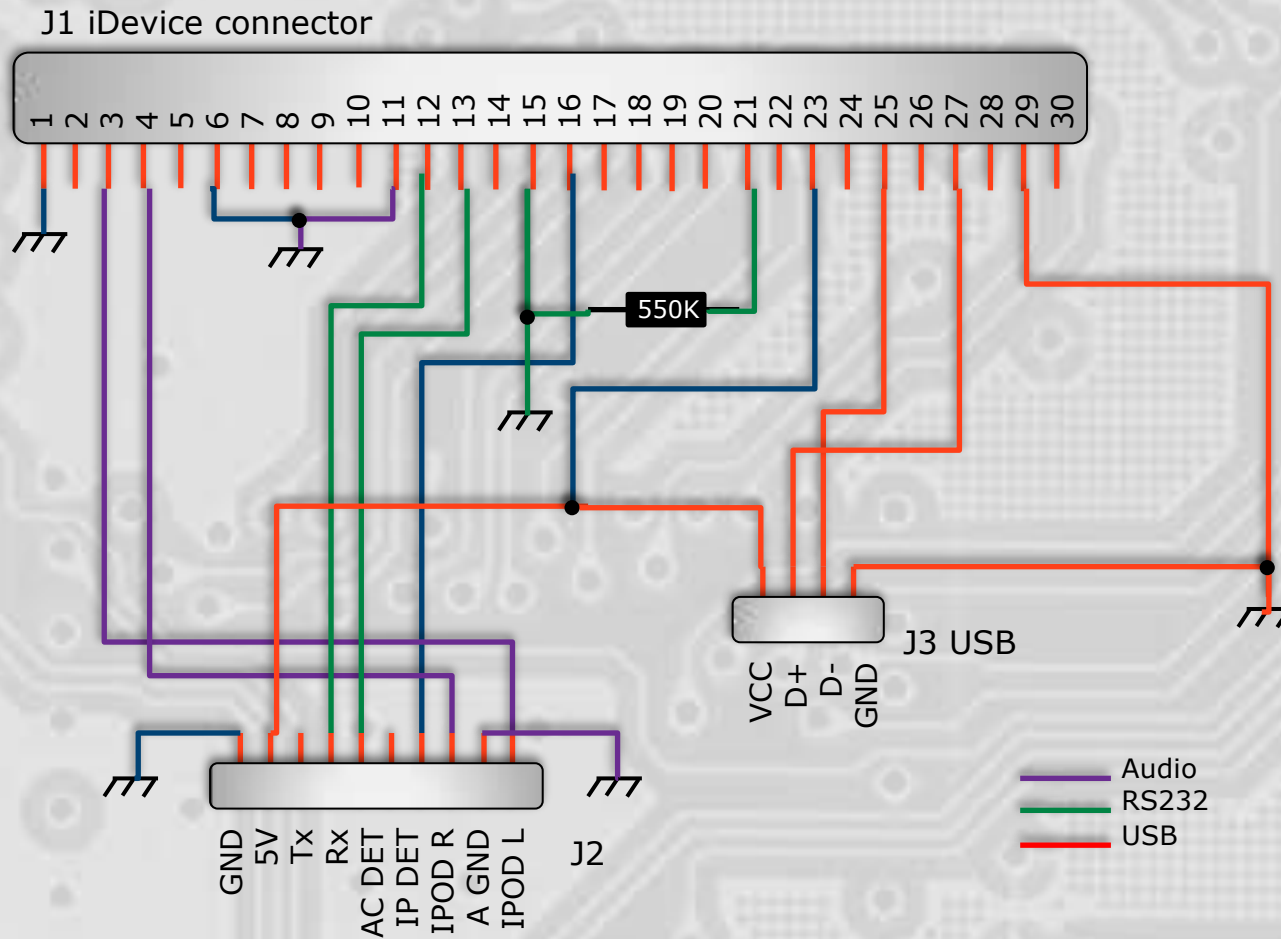 J1 iDevice connector
1 2 3 4 5 6 7 8 9 10 11 12 13 14 15 16 17 18 19 20 21 22 23 24 25 26 27 28 29 30
550K
J3 USB
VCC
D+
D-
GND
GND
5V
Tx
Rx
AC DET
IP DET
IPOD R
A GND
IPOD L
J2
Audio
RS232
USB